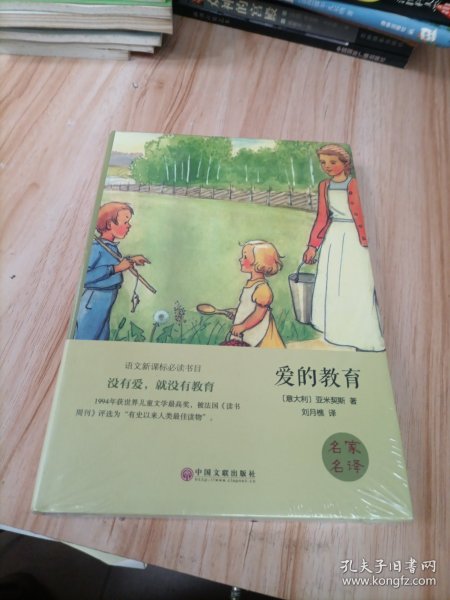 语文新课标必读书目
没有爱，就没有教育
1994年获世界儿童文学最高奖，被法国《读书
周刊》评选为“有史以来人类最佳读物”。
爱的教育
〔意大利〕亚米契斯 著
刘月樵 译
名家
名译
中国文联出版社
孔夫子旧书网
www.kongfz.com